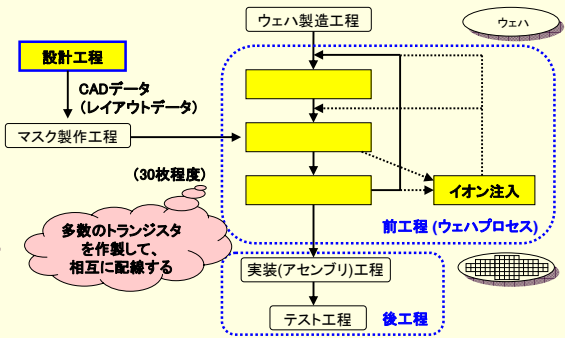 ウェハ製造工程
ウェハ
設計工程
CADデータ
(レイアウトデータ)
マスク製作工程
(30枚程度)
イオン注入
前工程 (ウェハプロセス)
多数のトランジスタ
を作製して、
相互に配線する
実装(アセンブリ)工程
テスト工程
後工程